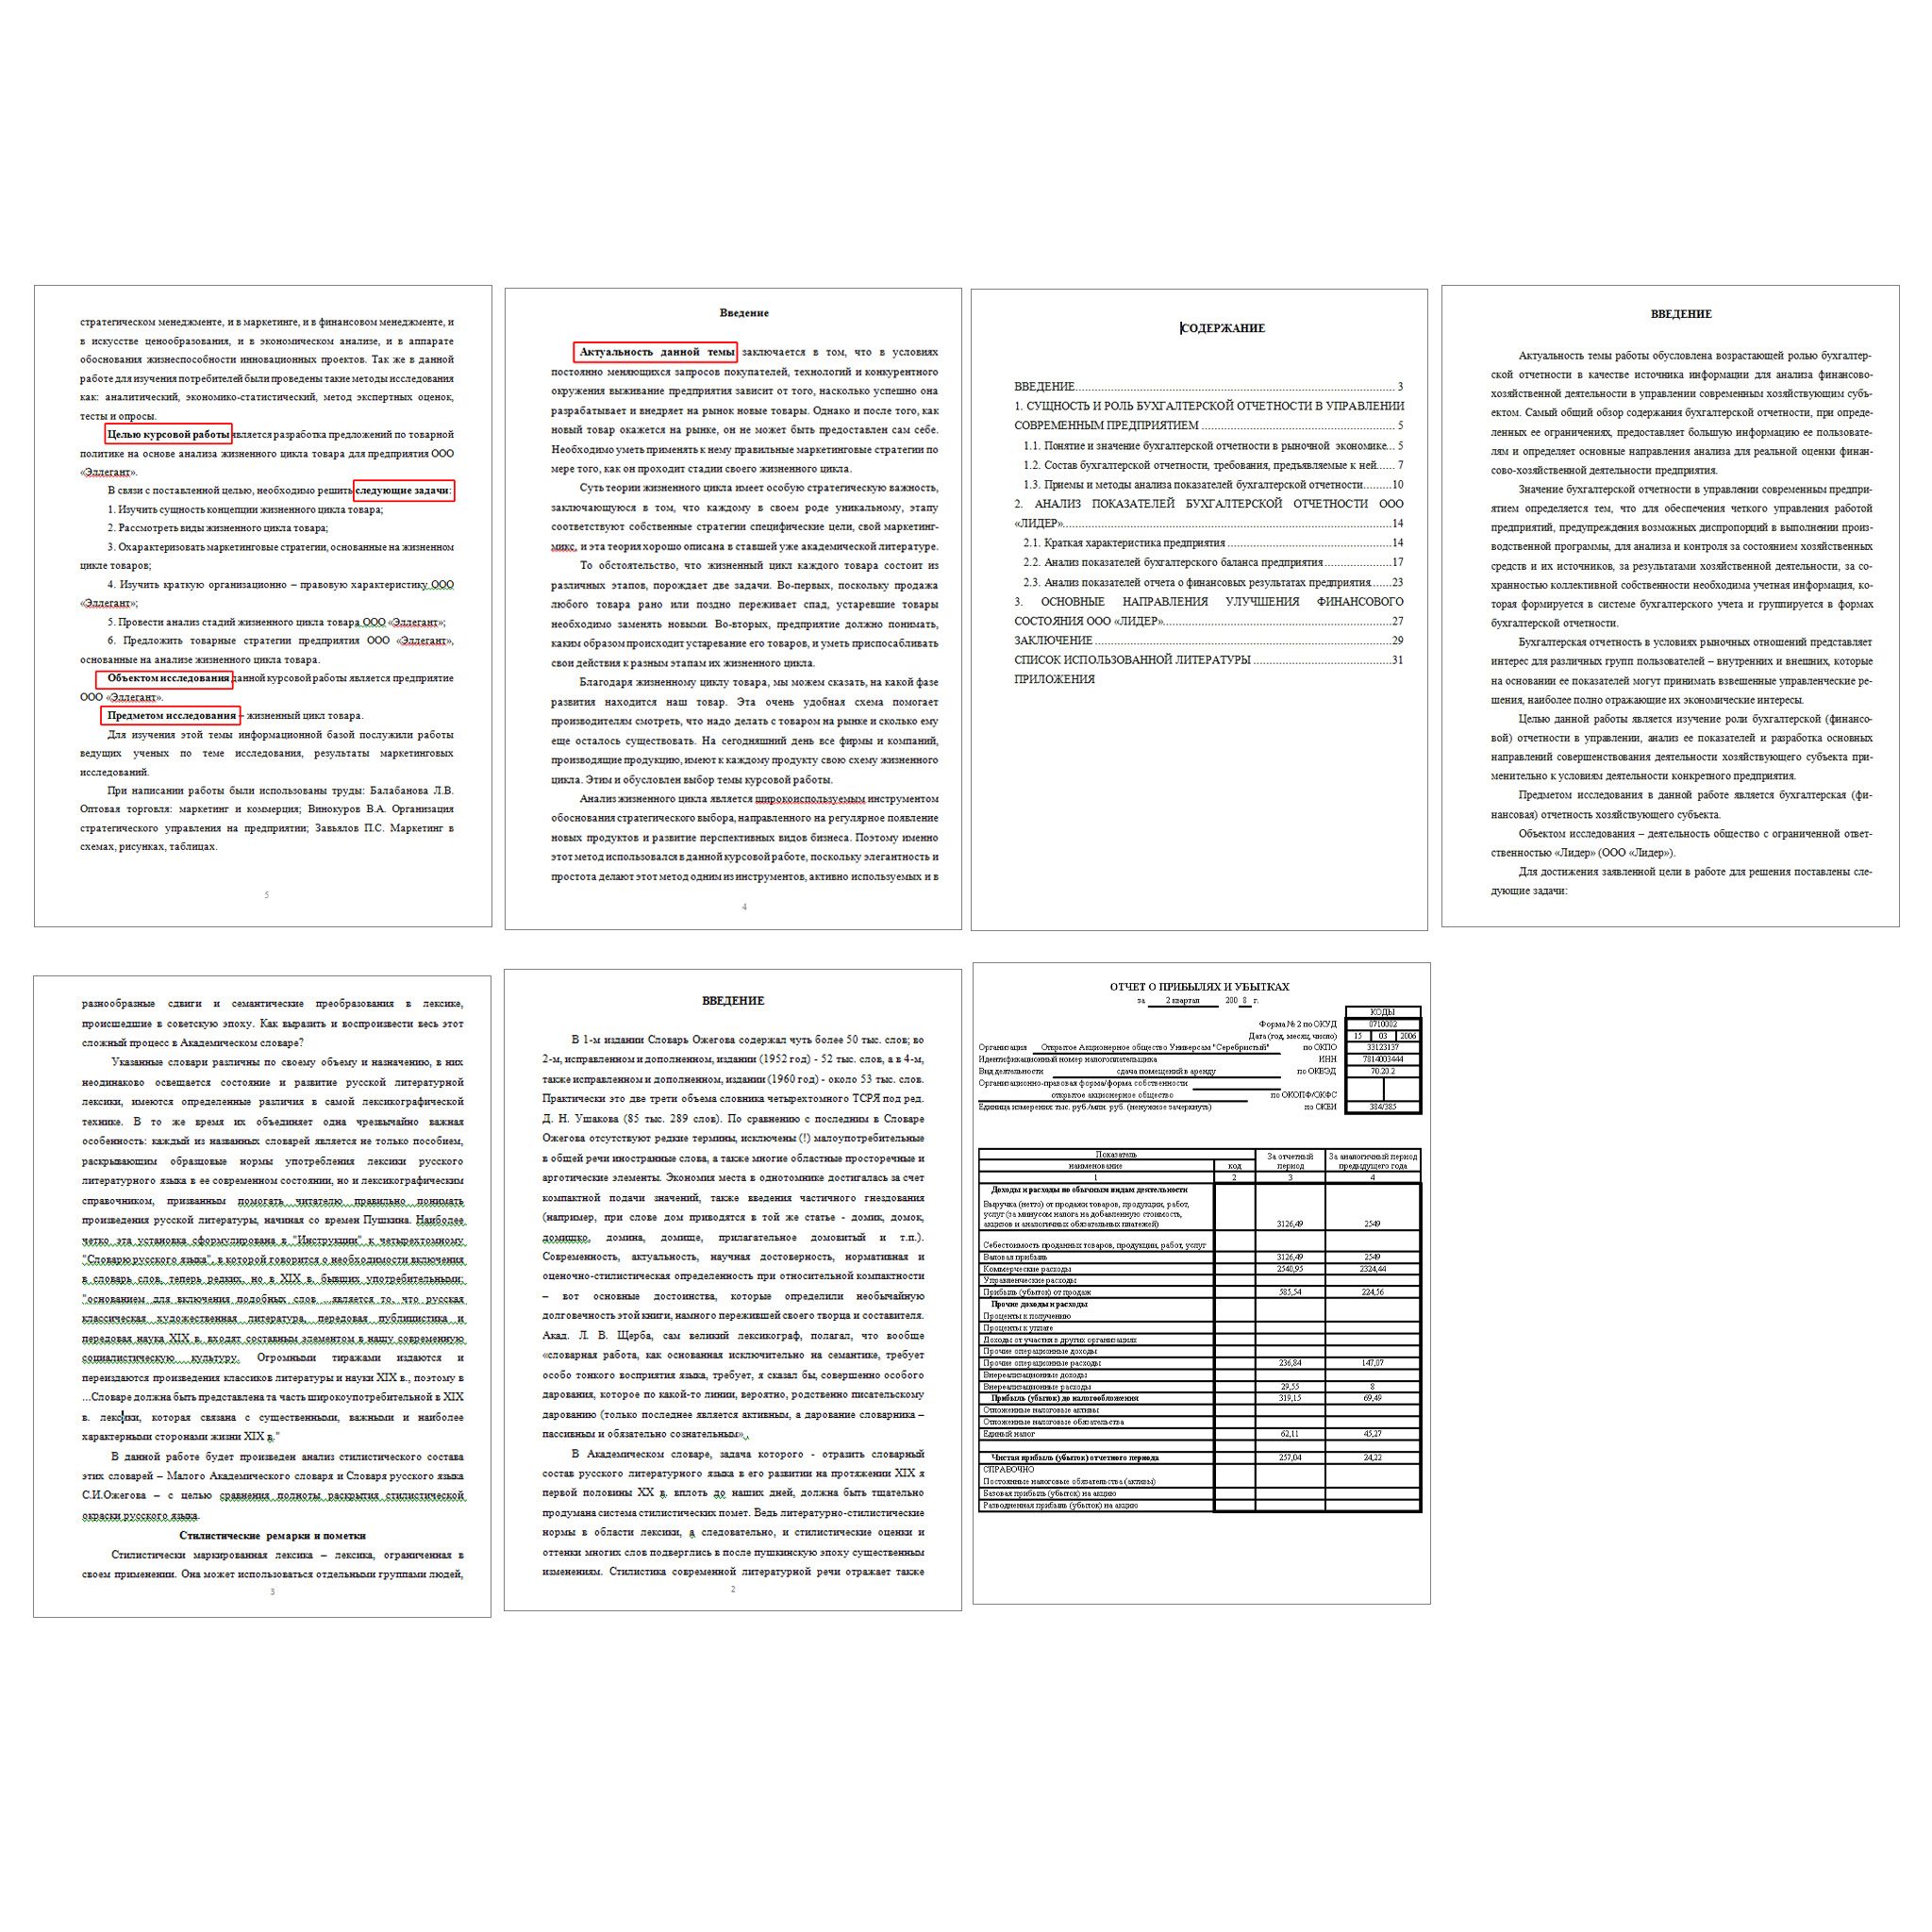 стратегическом менеджменте, и в маркетинге, и в финансовом менеджменте, и
в искусстве ценообразования, и в экономическом анализе, и в аппарате
обоснования жизнеспособности инновационных проектов. Так же в данной
работе для изучения потребителей были проведены такие методы исследования
как: аналитический, экономико-статистический, метод экспертных оценок,
тесты и опросы.
Целью курсовой работы является разработка предложений по товарной
политике на основе анализа жизненного цикла товара для предприятия ООО
«Эллегант».
В связи с поставленной целью, необходимо решить следующие задачи:
1. Изучить сущность концепции жизненного цикла товара;
2. Рассмотреть виды жизненного цикла товара;
3. Охарактеризовать маркетинговые стратегии, основанные на жизненном
цикле товаров;
4. Изучить краткую организационно – правовую характеристику ООО
«Эллегант»;
5. Провести анализ стадий жизненного цикла товара ООО «Эллегант»;
6. Предложить товарные стратегии предприятия ООО «Эллегант»,
основанные на анализе жизненного цикла товара.
Объектом исследования данной курсовой работы является предприятие
ООО «Эллегант».
Предметом исследования – жизненный цикл товара.
Для изучения этой темы информационной базой послужили работы
ведущих ученых по теме исследования, результаты маркетинговых
исследований.
При написании работы были использованы труды: Балабанова Л.В.
Оптовая торговля: маркетинг и коммерция; Винокуров В.А. Организация
стратегического управления на предприятии; Завьялов П.С. Маркетинг в
схемах, рисунках, таблицах.
5
Введение
Актуальность данной темы заключается в том, что в условиях
постоянно меняющихся запросов покупателей, технологий и конкурентного
окружения выживание предприятия зависит от того, насколько успешно она
разрабатывает и внедряет на рынок новые товары. Однако и после того, как
новый товар окажется на рынке, он не может быть предоставлен сам себе.
Необходимо уметь применять к нему правильные маркетинговые стратегии по
мере того, как он проходит стадии своего жизненного цикла.
Суть теории жизненного цикла имеет особую стратегическую важность,
заключающуюся в том, что каждому в своем роде уникальному, этапу
соответствуют собственные стратегии специфические цели, свой маркетинг-
микс, и эта теория хорошо описана в ставшей уже академической литературе.
То обстоятельство, что жизненный цикл каждого товара состоит из
различных этапов, порождает две задачи. Во-первых, поскольку продажа
любого товара рано или поздно переживает спад, устаревшие товары
необходимо заменять новыми. Во-вторых, предприятие должно понимать,
каким образом происходит устаревание его товаров, и уметь приспосабливать
свои действия к разным этапам их жизненного цикла.
Благодаря жизненному циклу товара, мы можем сказать, на какой фазе
развития находится наш товар. Эта очень удобная схема помогает
производителям смотреть, что надо делать с товаром на рынке и сколько ему
еще осталось существовать. На сегодняшний день все фирмы и компаний,
производящие продукцию, имеют к каждому продукту свою схему жизненного
цикла. Этим и обусловлен выбор темы курсовой работы.
Анализ жизненного цикла является широкоиспользуемым инструментом
обоснования стратегического выбора, направленного на регулярное появление
новых продуктов и развитие перспективных видов бизнеса. Поэтому именно
этот метод использовался в данной курсовой работе, поскольку элегантность и
простота делают этот метод одним из инструментов, активно используемых и в
4
СОДЕРЖАНИЕ
ВВЕДЕНИЕ........ 3
1. СУЩНОСТЬ И РОЛЬ БУХГАЛТЕРСКОЙ ОТЧЕТНОСТИ В УПРАВЛЕНИИ
СОВРЕМЕННЫМ ПРЕДПРИЯТИЕМ ........ 5
1.1. Понятие и значение бухгалтерской отчетности в рыночной экономике... 5
1.2. Состав бухгалтерской отчетности, требования, предъявляемые к ней...... 7
1.3. Приемы и методы анализа показателей бухгалтерской отчетности.........10
2. АНАЛИЗ ПОКАЗАТЕЛЕЙ БУХГАЛТЕРСКОЙ ОТЧЕТНОСТИ ООО
«ЛИДЕР»........14
2.1. Краткая характеристика предприятия ........14
2.2. Анализ показателей бухгалтерского баланса предприятия........17
2.3. Анализ показателей отчета о финансовых результатах предприятия......23
3. ОСНОВНЫЕ НАПРАВЛЕНИЯ УЛУЧШЕНИЯ ФИНАНСОВОГО
СОСТОЯНИЯ ООО «ЛИДЕР»........27
ЗАКЛЮЧЕНИЕ ........29
СПИСОК ИСПОЛЬЗОВАННОЙ ЛИТЕРАТУРЫ ........31
ПРИЛОЖЕНИЯ
ВВЕДЕНИЕ
Актуальность темы работы обусловлена возрастающей ролью бухгалтер-
ской отчетности в качестве источника информации для анализа финансово-
хозяйственной деятельности в управлении современным хозяйствующим субъ-
ектом. Самый общий обзор содержания бухгалтерской отчетности, при опреде-
ленных ее ограничениях, предоставляет большую информацию ее пользовате-
лям и определяет основные направления анализа для реальной оценки финан-
сово-хозяйственной деятельности предприятия.
Значение бухгалтерской отчетности в управлении современным предпри-
ятием определяется тем, что для обеспечения четкого управления работой
предприятий, предупреждения возможных диспропорций в выполнении произ-
водственной программы, для анализа и контроля за состоянием хозяйственных
средств и их источников, за результатами хозяйственной деятельности, за со-
хранностью коллективной собственности необходима учетная информация, ко-
торая формируется в системе бухгалтерского учета и группируется в формах
бухгалтерской отчетности.
Бухгалтерская отчетность в условиях рыночных отношений представляет
интерес для различных групп пользователей – внутренних и внешних, которые
на основании ее показателей могут принимать взвешенные управленческие ре-
шения, наиболее полно отражающие их экономические интересы.
Целью данной работы является изучение роли бухгалтерской (финансо-
вой) отчетности в управлении, анализ ее показателей и разработка основных
направлений совершенствования деятельности хозяйствующего субъекта при-
менительно к условиям деятельности конкретного предприятия.
Предметом исследования в данной работе является бухгалтерская (фи-
нансовая) отчетность хозяйствующего субъекта.
Объектом исследования – деятельность общество с ограниченной ответ-
ственностью «Лидер» (ООО «Лидер»).
Для достижения заявленной цели в работе для решения поставлены сле-
дующие задачи:
разнообразные сдвиги и семантические преобразования в лексике,
происшедшие в советскую эпоху. Как выразить и воспроизвести весь этот
сложный процесс в Академическом словаре?
Указанные словари различны по своему объему и назначению, в них
неодинаково освещается состояние и развитие русской литературной
лексики, имеются определенные различия в самой лексикографической
технике. В то же время их объединяет одна чрезвычайно важная
особенность: каждый из названных словарей является не только пособием,
раскрывающим образцовые нормы употребления лексики русского
литературного языка в ее современном состоянии, но и лексикографическим
справочником, призванным помогать читателю правильно понимать
произведения русской литературы, начиная со времен Пушкина. Наиболее
четко эта установка сформулирована в "Инструкции" к четырехтомному
"Словарю русского языка", в которой говорится о необходимости включения
в словарь слов, теперь редких, но в XIX в. бывших употребительными:
"основанием для включения подобных слов ...является то, что русская
классическая художественная литература, передовая публицистика и
передовая наука XIX в. входят составным элементом в нашу современную
социалистическую культуру. Огромными тиражами издаются и
переиздаются произведения классиков литературы и науки XIX в., поэтому в
...Словаре должна быть представлена та часть широкоупотребительной в XIX
в. лексики, которая связана с существенными, важными и наиболее
характерными сторонами жизни XIX в."
В данной работе будет произведен анализ стилистического состава
этих словарей – Малого Академического словаря и Словаря русского языка
С.И.Ожегова – с целью сравнения полноты раскрытия стилистической
окраски русского языка.
Стилистические ремарки и пометки
Стилистически маркированная лексика – лексика, ограниченная в
своем применении. Она может использоваться отдельными группами людей,
3
ВВЕДЕНИЕ
В 1-м издании Словарь Ожегова содержал чуть более 50 тыс. слов; во
2-м, исправленном и дополненном, издании (1952 год) - 52 тыс. слов, а в 4-м,
также исправленном и дополненном, издании (1960 год) - около 53 тыс. слов.
Практически это две трети объема словника четырехтомного ТСРЯ под ред.
Д. Н. Ушакова (85 тыс. 289 слов). По сравнению с последним в Словаре
Ожегова отсутствуют редкие термины, исключены (!) малоупотребительные
в общей речи иностранные слова, а также многие областные просторечные и
арготические элементы. Экономия места в однотомнике достигалась за счет
компактной подачи значений, также введения частичного гнездования
(например, при слове дом приводятся в той же статье - домик, домок,
домишко, домина, домище, прилагательное домовитый и т.п.).
Современность, актуальность, научная достоверность, нормативная и
оценочно-стилистическая определенность при относительной компактности
– вот основные достоинства, которые определили необычайную
долговечность этой книги, намного пережившей своего творца и составителя.
Акад. Л. В. Щерба, сам великий лексикограф, полагал, что вообще
«словарная работа, как основанная исключительно на семантике, требует
особо тонкого восприятия языка, требует, я сказал бы, совершенно особого
дарования, которое по какой-то линии, вероятно, родственно писательскому
дарованию (только последнее является активным, а дарование словарника –
пассивным и обязательно сознательным».
В Академическом словаре, задача которого - отразить словарный
состав русского литературного языка в его развитии на протяжении XIX я
первой половины XX в. вплоть до наших дней, должна быть тщательно
продумана система стилистических помет. Ведь литературно-стилистические
нормы в области лексики, а следовательно, и стилистические оценки и
оттенки многих слов подверглись в после пушкинскую эпоху существенным
изменениям. Стилистика современной литературной речи отражает также
2
ОТЧЕТ О ПРИБЫЛЯХ И УБЫТКАХ
за 2 квартал 200 8 г.
КОДЫ
Форма № 2 по ОКУД 0710002
Дата (год, месяц, число) 15 03 2006
Организация Открытое Акционерное общество Универсам "Серебристый" по ОКПО 33123137
Идентификационный номер налогоплательщика ИНН 7814003444
Вид деятельности сдача помещений в аренду по ОКВЭД 70.20.2
Организационно-правовая форма/форма собственности
открытое акционерное общество по ОКОПФ/ОКФС
Единица измерения: тыс. руб./млн. руб. (ненужное зачеркнуть) по ОКЕИ 384/385
Показатель За отчетный период За аналогичный период предыдущего года
наименование код
1 2 3 4
Доходы и расходы по обычным видам деятельности
Выручка (нетто) от продажи товаров, продукции, работ,
услуг (за минусом налога на добавленную стоимость,
акцизов и аналогичных обязательных платежей) 3126,49 2549
Себестоимость проданных товаров, продукции, работ, услуг
Валовая прибыль 3126,49 2549
Коммерческие расходы 2540,95 2324,44
Управленческие расходы
Прибыль (убыток) от продаж 585,54 224,56
Прочие доходы и расходы
Проценты к получению
Проценты к уплате
Доходы от участия в других организациях
Прочие операционные доходы
Прочие операционные расходы 236,84 147,07
Внереализационные доходы
Внереализационные расходы 29,55 8
Прибыль (убыток) до налогообложения 319,15 69,49
Отложенные налоговые активы
Отложенные налоговые обязательства
Единый налог 62,11 45,27
Чистая прибыль (убыток) отчетного периода 257,04 24,22
СПРАВОЧНО
Постоянные налоговые обязательства (активы)
Базовая прибыль (убыток) на акцию
Разводненная прибыль (убыток) на акцию